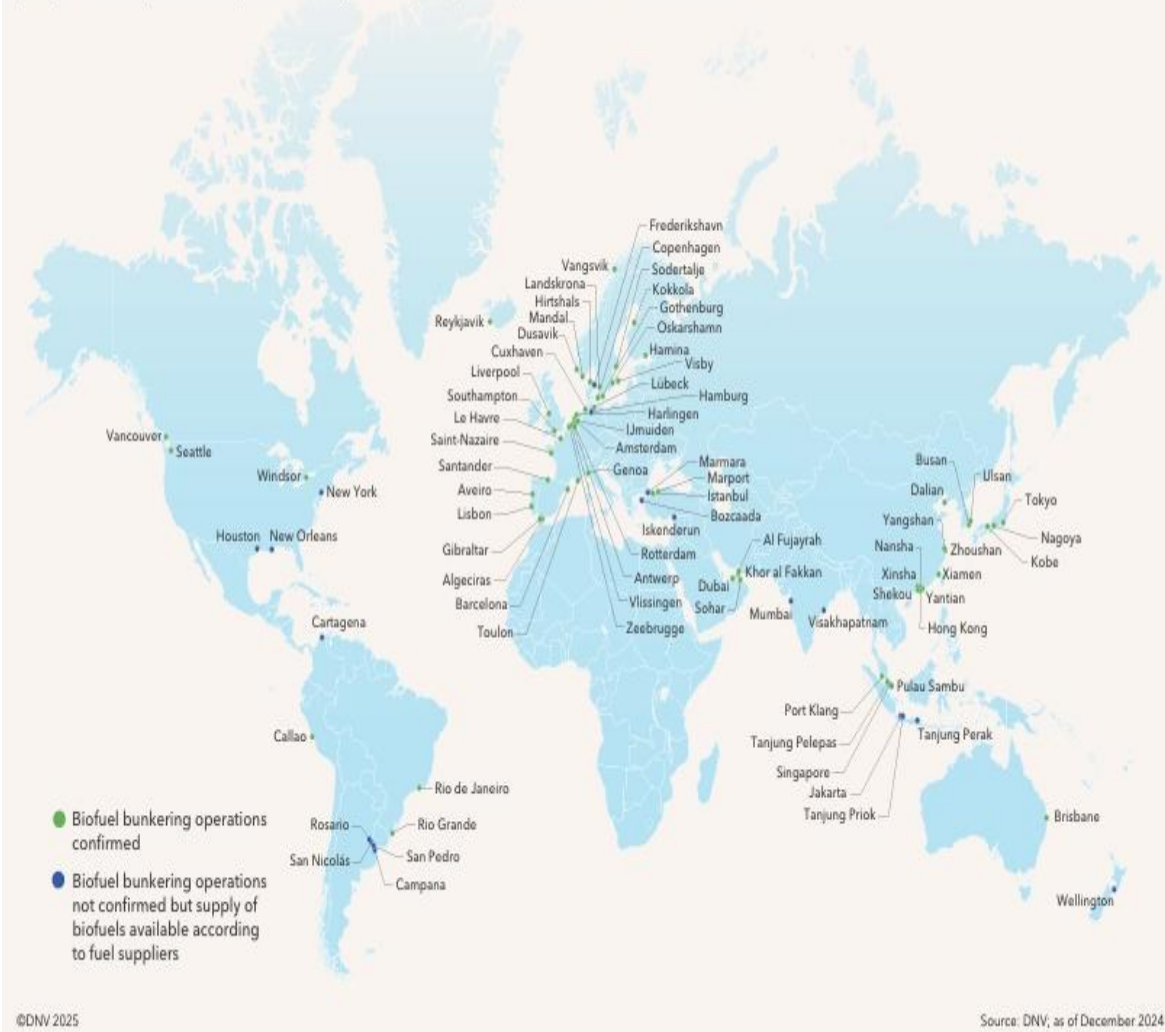 Frederikshavn
Copenhagen
Vangsvik
Sodertalje
Landskrona
Kokkola
Hirtshals
Gothenburg
Mandal
Reykjavik
Oskarshamn
Dusavik
Cuxhaven
Hamina
Visby
Liverpool
Lübeck
Southampton
Hamburg
Le Havre
Harlingen
IJmuiden
Vancouver
Saint-Nazaire
Amsterdam
Seattle
Santander
Genoa
Marmara
Busan
Windsor
Marport
Ulsan
New York
Aveiro
Istanbul
Dalian
Tokyo
Lisbon
Bozcaada
Yangshan
Iskenderun
Houston
New Orleans
Al Fujayrah
Nagoya
Gibraltar
Rotterdam
Nansha
Zhoushan
Kobe
Algeciras
Antwerp
Dubai
Khor al Fakkan
Xinsha
Xiamen
Barcelona
Vlissingen
Sohar
Mumbai
Shekou
Yantian
Cartagena
Toulon
Zeebrugge
Visakhapatnam
Hong Kong
Pulau Sambu
Port Klang
Callao
Tanjung Pelepas
Tanjung Perak
Singapore
Rio de Janeiro
Jakarta
Tanjung Priok
Biofuel bunkering operations
confirmed
Rosario
Rio Grande
Brisbane
San Nicolás
San Pedro
Campana
Biofuel bunkering operations
not confirmed but supply of
biofuels available according
to fuel suppliers
Wellington
©DNV 2025
Source: DNV; as of December 2024